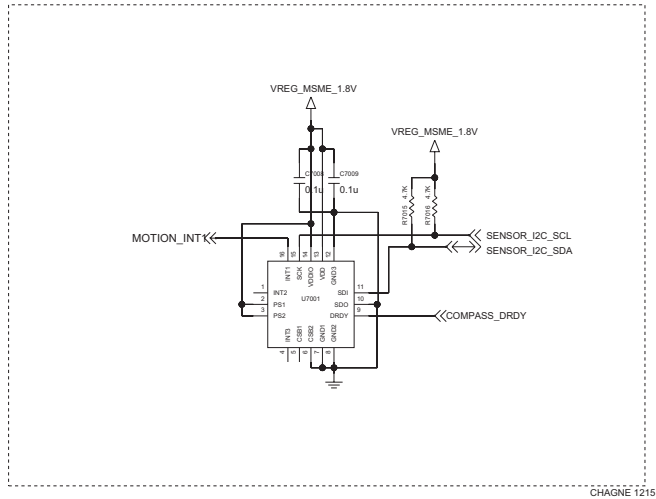 VREG_MSME_1.8V
VREG_MSME_1.8V
C7008
C7009
0.1u
0.1u
R7015 4.7K
R7016 4.7K
MOTION_INT1
SENSOR_I2C_SCL
SENSOR_I2C_SDA
16 15 14 13 12
INT1 SCK VDDIO VDD GND3
1 INT2
2 PS1
3 PS2
U7001
SDI 11
SDO 10
DRDY 9
COMPASS_DRDY
INT3 CSB1 CSB2 GND1 GND2
4 5 6 7 8
CHAGNE 1215